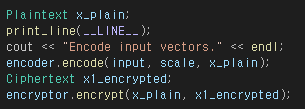 Plaintext x_plain;
print_line(__LINE__);
cout << "Encode input vectors." << endl;
encoder.encode(input, scale, x_plain);
Ciphertext x1_encrypted;
encryptor.encrypt(x_plain, x1_encrypted);